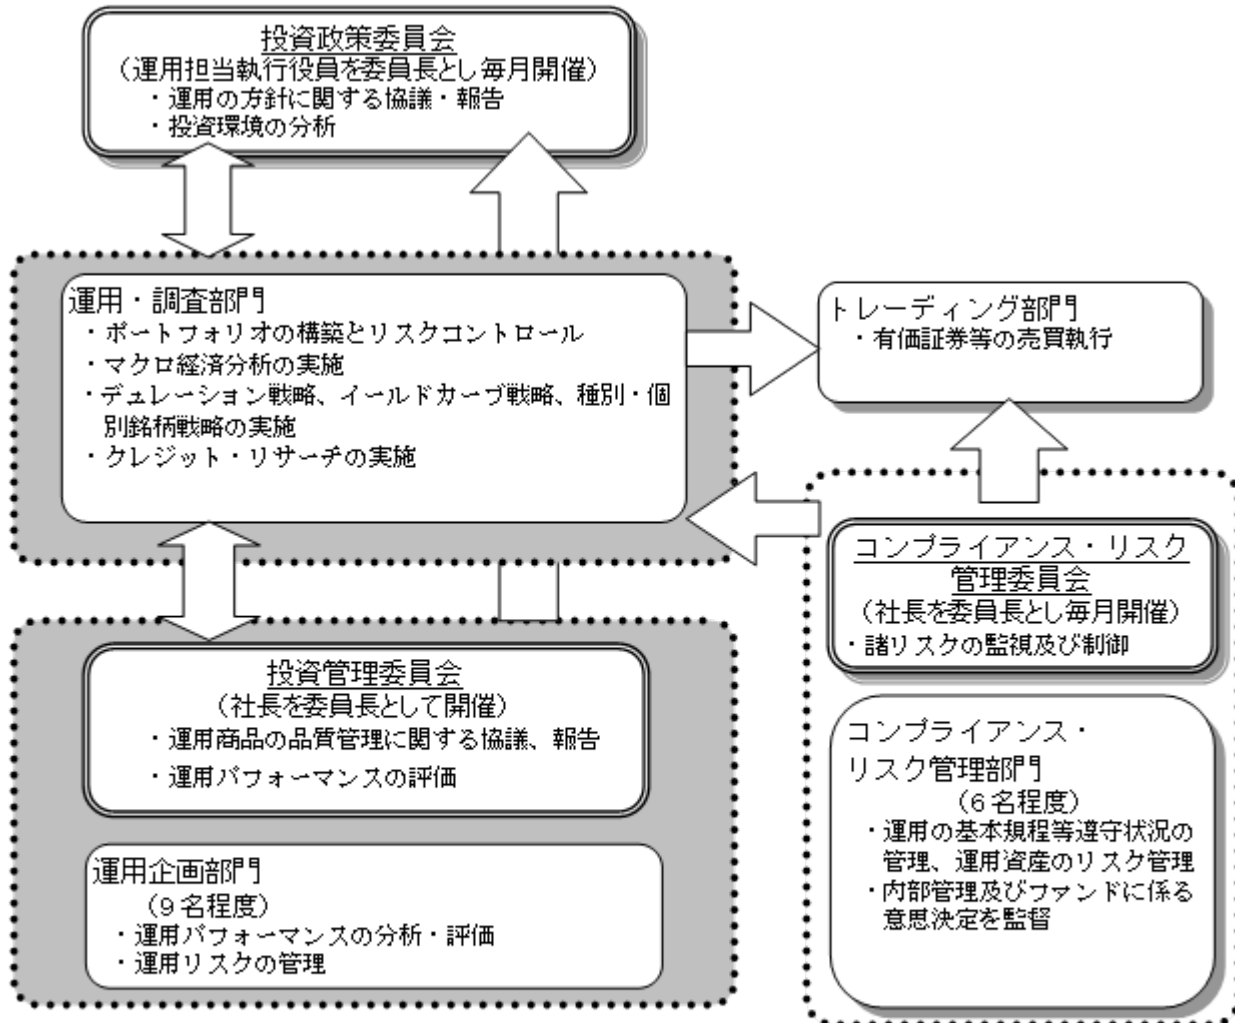 投資政策委員会
（運用担当執行役員を委員長とし毎月開催）
・運用の方針に関する協議・報告
・投資環境の分析
運用・調査部門
・ポートフォリオの構築とリスクコントロール
・マクロ経済分析の実施
・デュレーション戦略、イールドカーブ戦略、種別・個
別銘柄戦略の実施
・クレジット・リサーチの実施
トレーディング部門
・有価証券等の売買執行
コンプライアンス・リスク
管理委員会
（社長を委員長とし毎月開催）
・諸リスクの監視及び制御
投資管理委員会
（社長を委員長として開催）
・運用商品の品質管理に関する協議、報告
・運用パフォーマンスの評価
運用企画部門
（９名程度）
・運用パフォーマンスの分析・評価
・運用リスクの管理
コンプライアンス・
リスク管理部門
（６名程度）
・運用の基本規程等遵守状況の
管理、運用資産のリスク管理
・内部管理及びファンドに係る
意思決定を監督